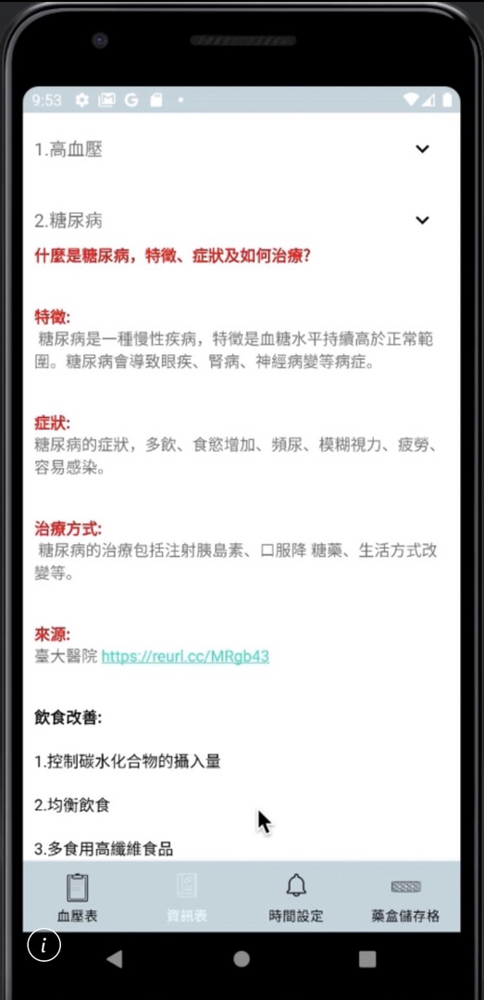 9:53
1.高血壓
2.糖尿病
什麼是糖尿病，特徵、症狀及如何治療?
特徵:
糖尿病是一種慢性疾病，特徵是血糖水平持續高於正常範
圍。糖尿病會導致眼疾、腎病、神經病變等病症。
症狀:
糖尿病的症狀，多飲、食慾增加、頻尿、模糊視力、疲勞、
容易感染。
治療方式:
糖尿病的治療包括注射胰島素、口服降 糖藥、生活方式改
變等。
來源:
臺大醫院 https://reurl.cc/MRgb43
飲食改善:
1.控制碳水化合物的攝入量
2.均衡飲食
3.多食用高纖維食品
血壓表 資訊表 時間設定 藥盒儲存格